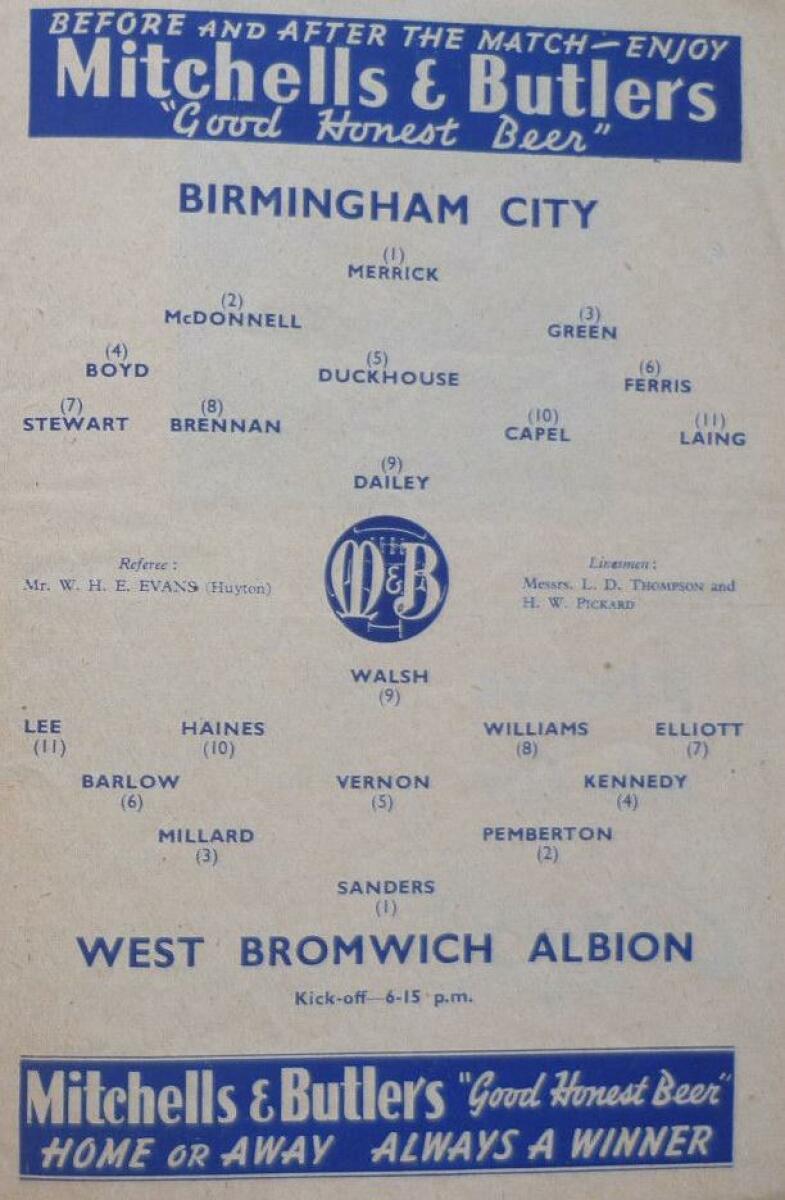 BEFORE AND AFTER THE MATCH—ENJOY
Mitchells & Butlers
"Good Honest Beer"
BIRMINGHAM CITY
(1)
MERRICK
(2) (3)
McDONNELL GREEN
(4) (5) (6)
BOYD DUCKHOUSE FERRIS
(7) (8) (10) (11)
STEWART BRENNAN CAPEL LAING
(9)
DAILEY
Referee :
Mr. W. H. E. EVANS (Huyton)
M&B
Linesmen :
Messrs. L. D. THOMPSON and
H. W. PICKARD
WALSH
(9)
LEE HAINES WILLIAMS ELLIOTT
(11) (10) (8) (7)
BARLOW VERNON KENNEDY
(6) (5) (4)
MILLARD PEMBERTON
(3) (2)
SANDERS
(1)
WEST BROMWICH ALBION
Kick-off—6-15 p.m.
Mitchells & Butlers "Good Honest Beer"
HOME OR AWAY ALWAYS A WINNER